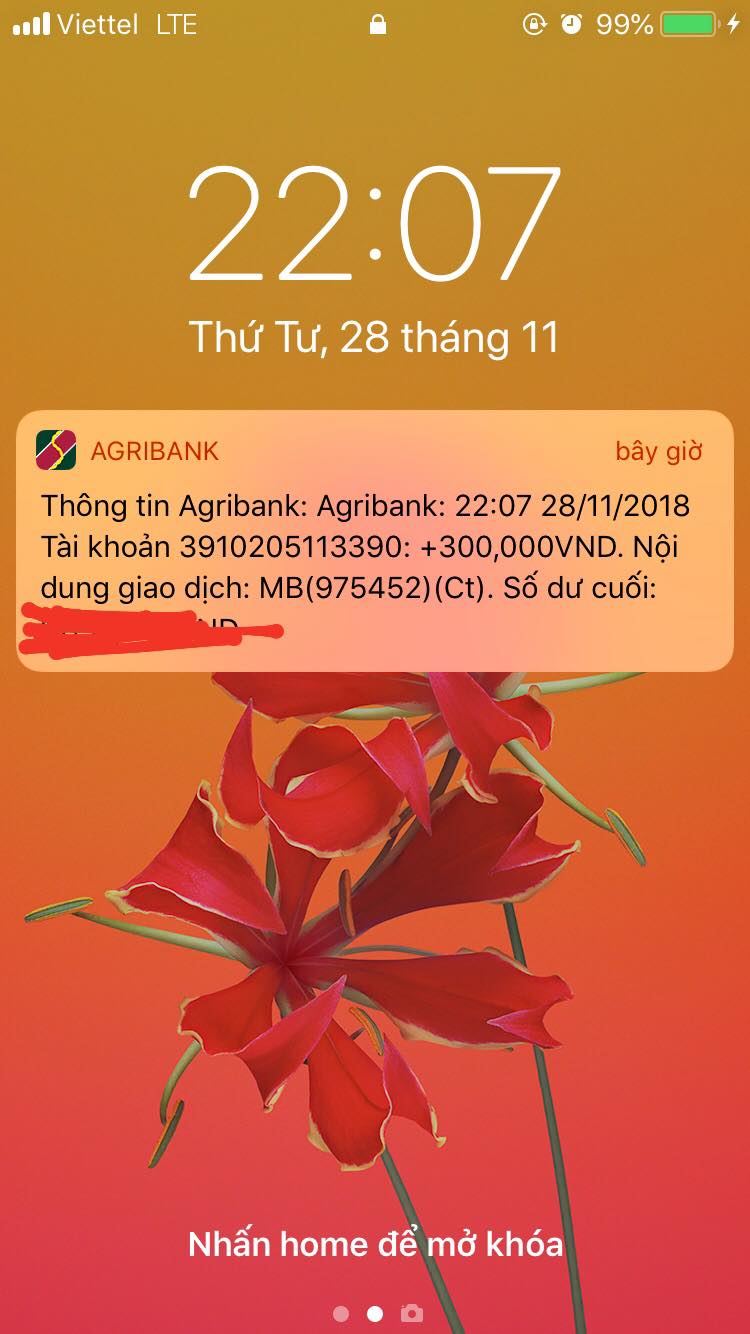 Viettel LTE 99%
22:07
Thứ Tư, 28 tháng 11
AGRIBANK bây giờ
Thông tin Agribank: Agribank: 22:07 28/11/2018
Tài khoản 3910205113390: +300,000VND. Nội
dung giao dịch: MB(975452)(Ct). Số dư cuối:
Nhấn home để mở khóa